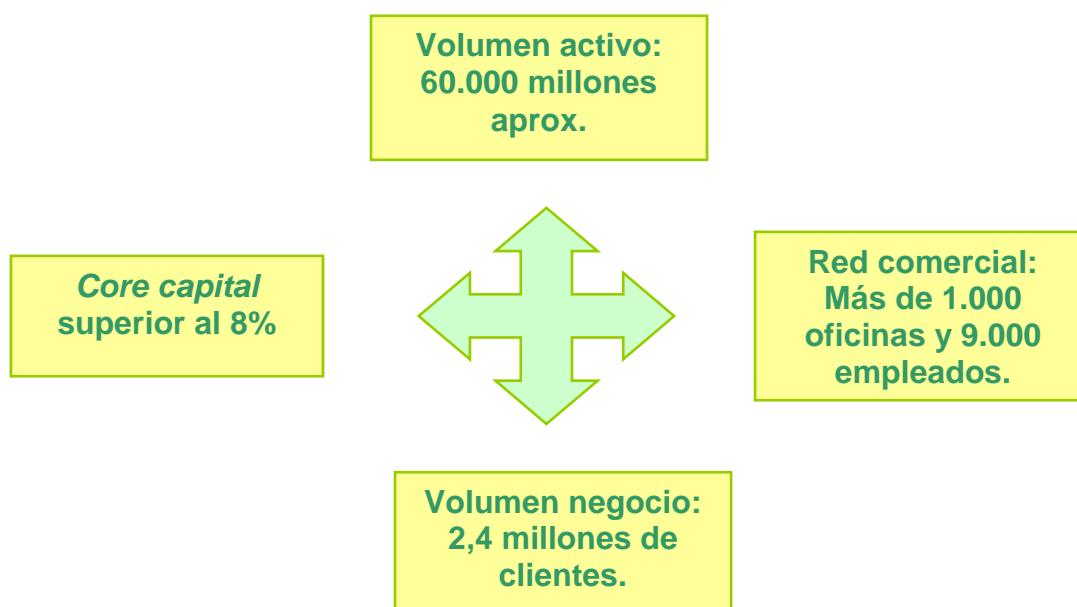 Volumen activo:
60.000 millones
aprox.
Core capital
superior al 8%
Red comercial:
Más de 1.000
oficinas y 9.000
empleados.
Volumen negocio:
2,4 millones de
clientes.